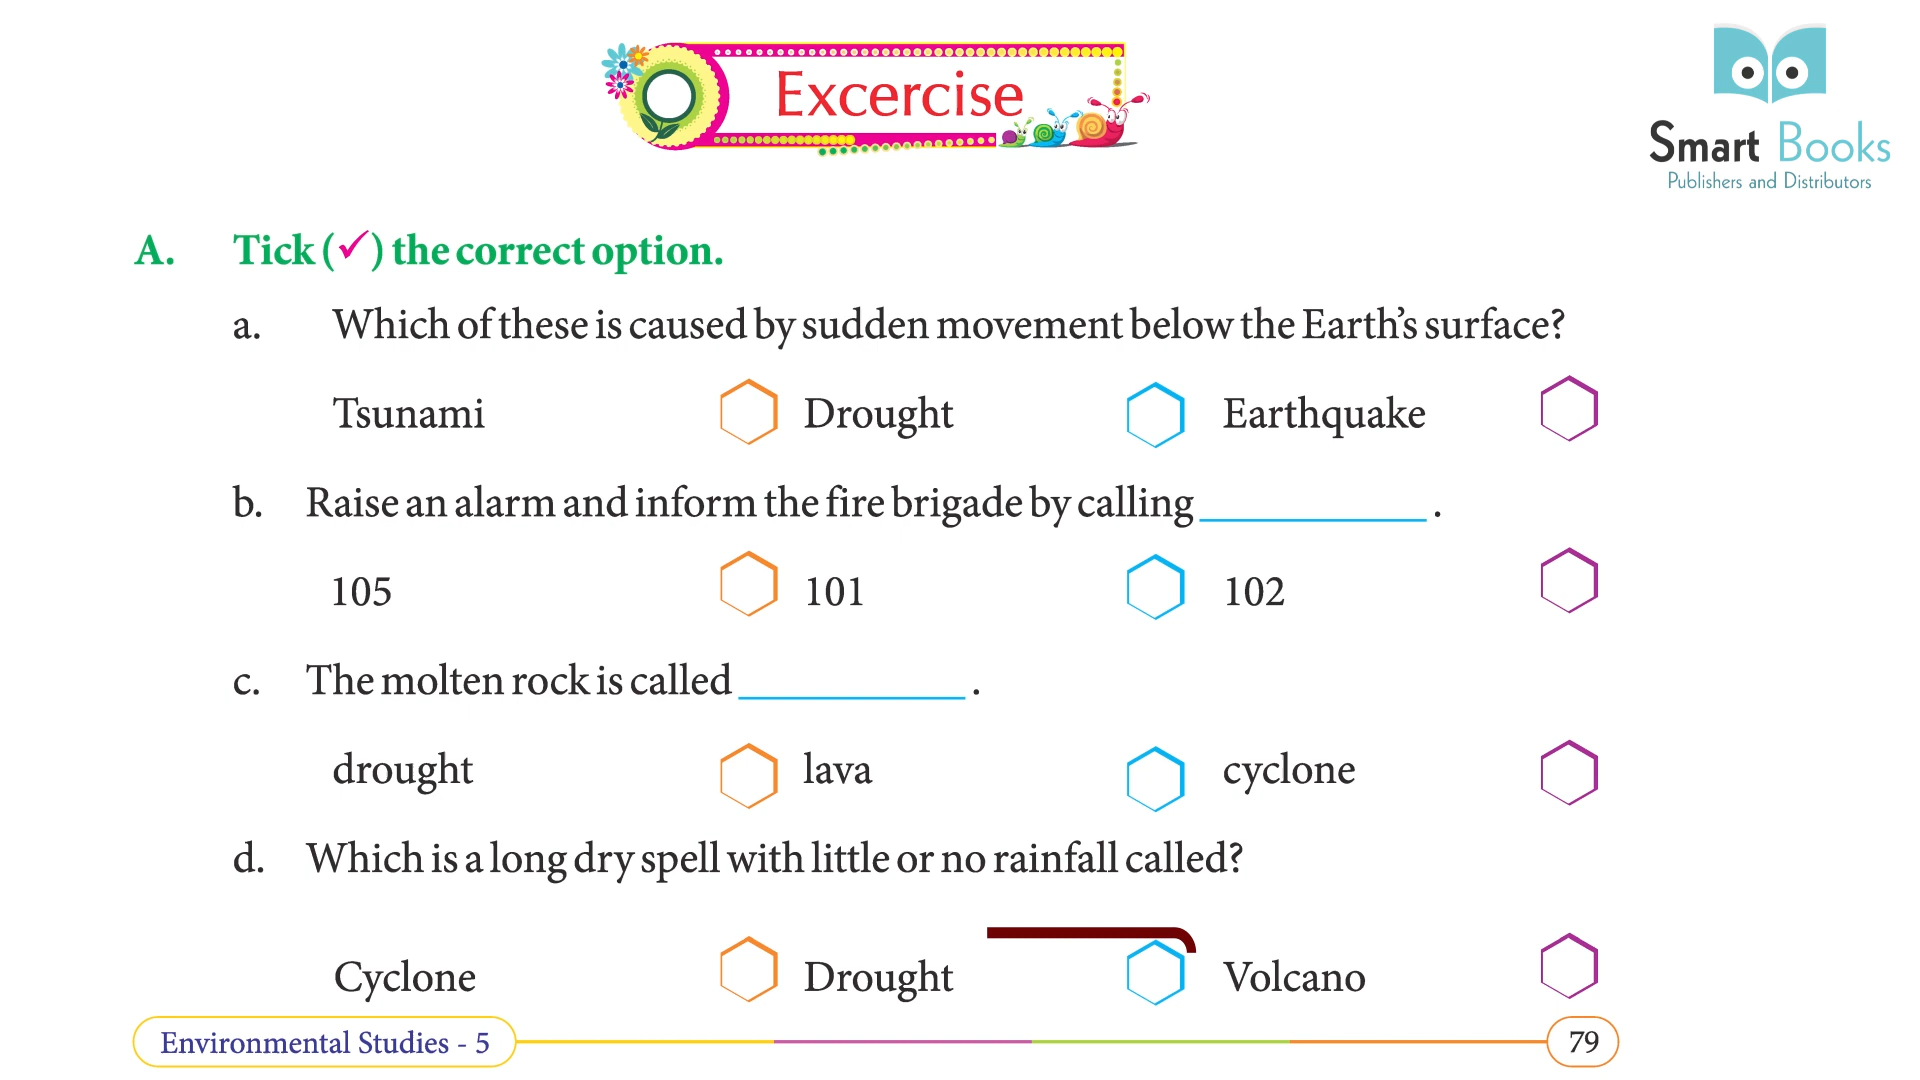 Excercise
Smart Books
Publishers and Distributors
A. Tick (✓) the correct option.
a. Which of these is caused by sudden movement below the Earth's surface?
Tsunami Drought Earthquake
b. Raise an alarm and inform the fire brigade by calling ___________ .
105 101 102
c. The molten rock is called ___________ .
drought lava cyclone
d. Which is a long dry spell with little or no rainfall called?
Cyclone Drought Volcano
Environmental Studies - 5 79